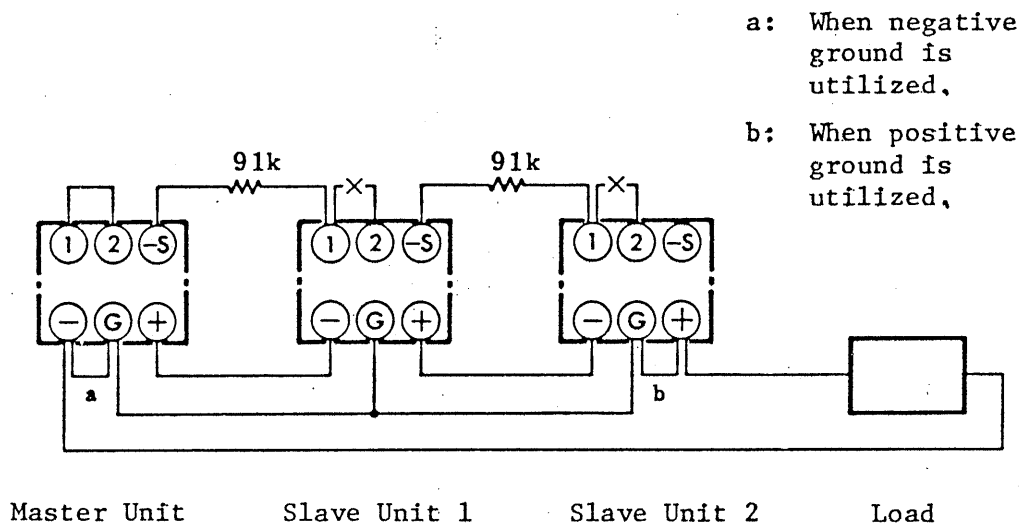 a: When negative
ground is
utilized,
b: When positive
ground is
utilized,
91k
91k
1 2 -S
1 2 -S
1 2 -S
- G +
- G +
- G +
a
b
Master Unit
Slave Unit 1
Slave Unit 2
Load